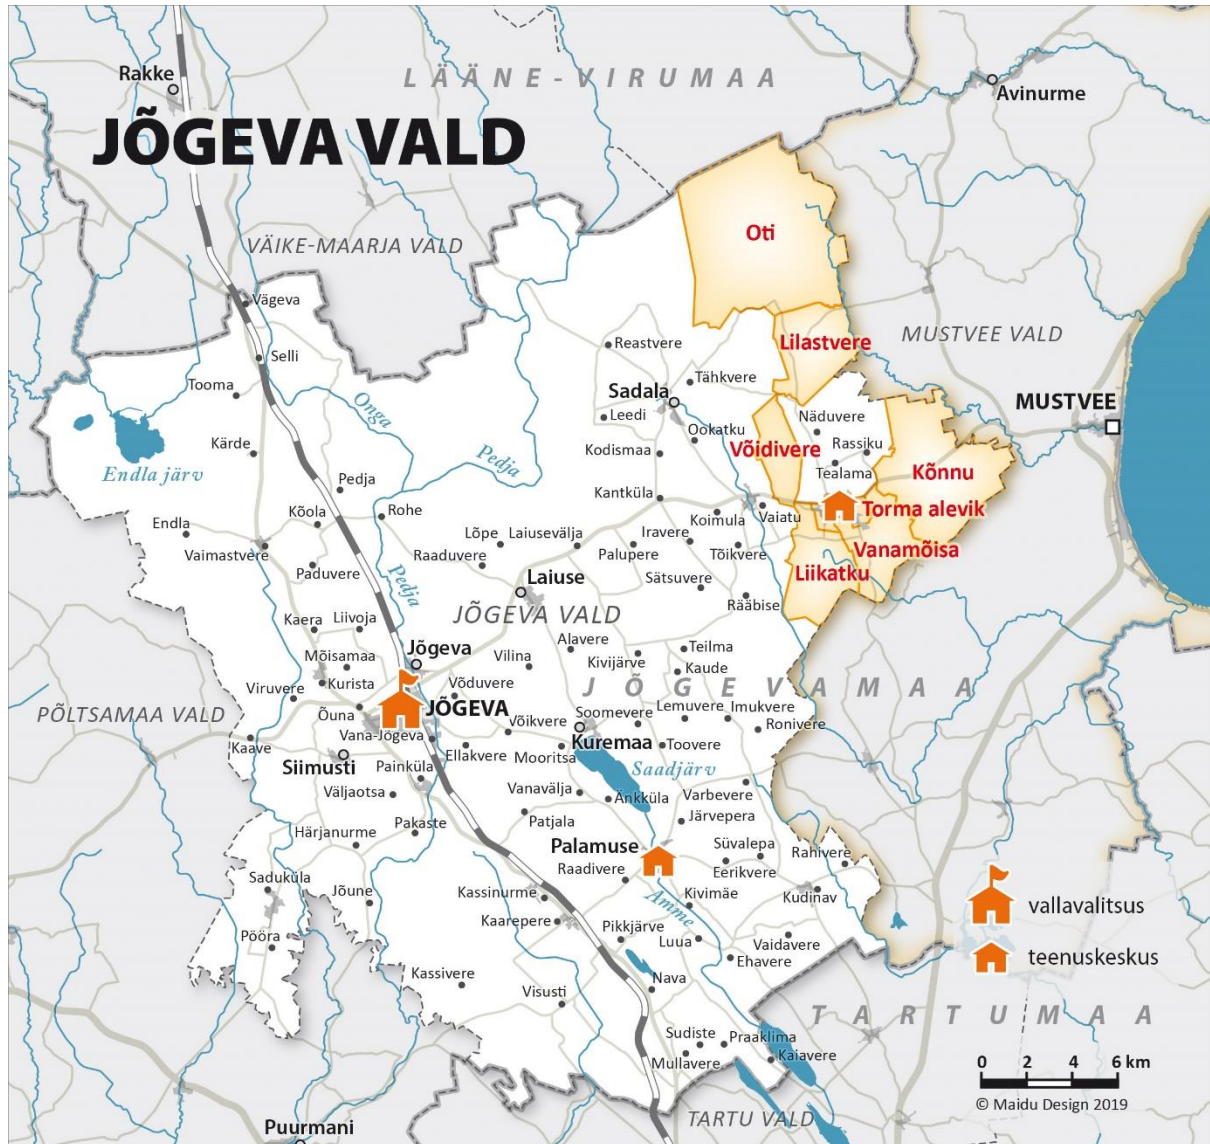 Rakke
LÄÄNE-VIRUMAA
Avinurme
JÕGEVA VALD
VÄIKE-MAARJA VALD
Oti
Vägeva
MUSTVEE VALD
Lilastvere
Reastvere
Selli
Tooma
Sadala
Tähkvere
MUSTVEE
Onga
Leedi
Näduvere
Ookatku
Kärde
Pedja
Kodismaa
Võidivere
Rassiku
Endla järv
Tealama
Kõnnu
Pedja
Kantküla
Kõola
Rohe
Koimula
Vaiatu
Torma alevik
Endla
Lõpe
Laiusevälja
Iravere
Vaimastvere
Raaduvere
Palupere
Tõikvere
Vanamõisa
Paduvere
Pedja
Laiuse
Sätsuvere
Liikatku
Rääbise
Kaera
Liivoja
JÕGEVA VALD
Alavere
Jõgeva
Vilina
Kivijärve
Teilma
Mõisamaa
Kaude
Kurista
Võduvere
JÕGEVAMAA
Viruvere
Õuna
JÕGEVA
Soomevere
Lemuvere
Imukvere
PÕLTSAMAA VALD
Võikvere
Ronivere
Kaave
Vana-Jõgeva
Kuremaa
Toovere
Siimusti
Ellakvere
Mooritsa
Painküla
Saadjärv
Väljaotsa
Vanavälja
Änkküla
Varbevere
Härjanurme
Pakaste
Patjala
Järvepera
Palamuse
Süvalepa
Rahivere
Raadivere
Eerikvere
Saduküla
Jõune
Kassinurme
Kivimäe
Kudinav
vallavalitsus
Kaarepere
Amme
Pikkjärve
Pööra
Luua
Vaidavere
teenuskeskus
Ehavere
Kassivere
Nava
Visusti
TARTUMAA
Sudiste
Praaklima
Mullavere
Kaiavere
0 2 4 6 km
© Maidu Design 2019
TARTU VALD
Puurmani